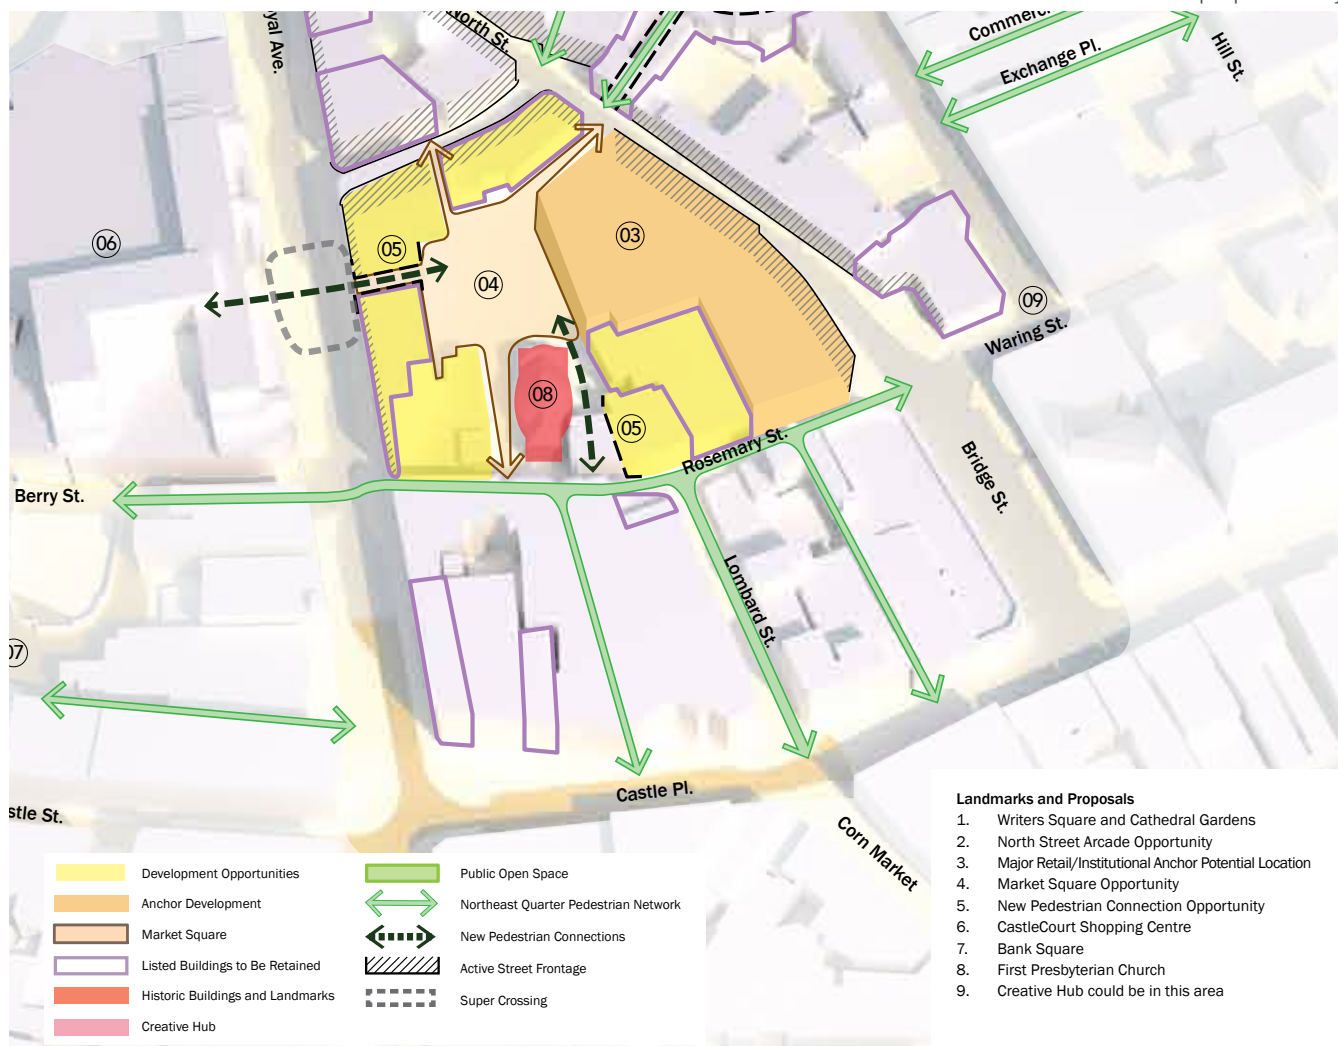 yal Ave.
North St.
Commerc.
Exchange Pl.
Hill St.
06
05
03
04
09
Waring St.
08
05
Rosemary St.
Berry St.
Bridge St.
Lombard St.
07
Castle Pl.
stle St.
Corn Market
Development Opportunities
Anchor Development
Market Square
Listed Buildings to Be Retained
Historic Buildings and Landmarks
Creative Hub
Public Open Space
Northeast Quarter Pedestrian Network
New Pedestrian Connections
Active Street Frontage
Super Crossing
Landmarks and Proposals
1. Writers Square and Cathedral Gardens
2. North Street Arcade Opportunity
3. Major Retail/Institutional Anchor Potential Location
4. Market Square Opportunity
5. New Pedestrian Connection Opportunity
6. CastleCourt Shopping Centre
7. Bank Square
8. First Presbyterian Church
9. Creative Hub could be in this area